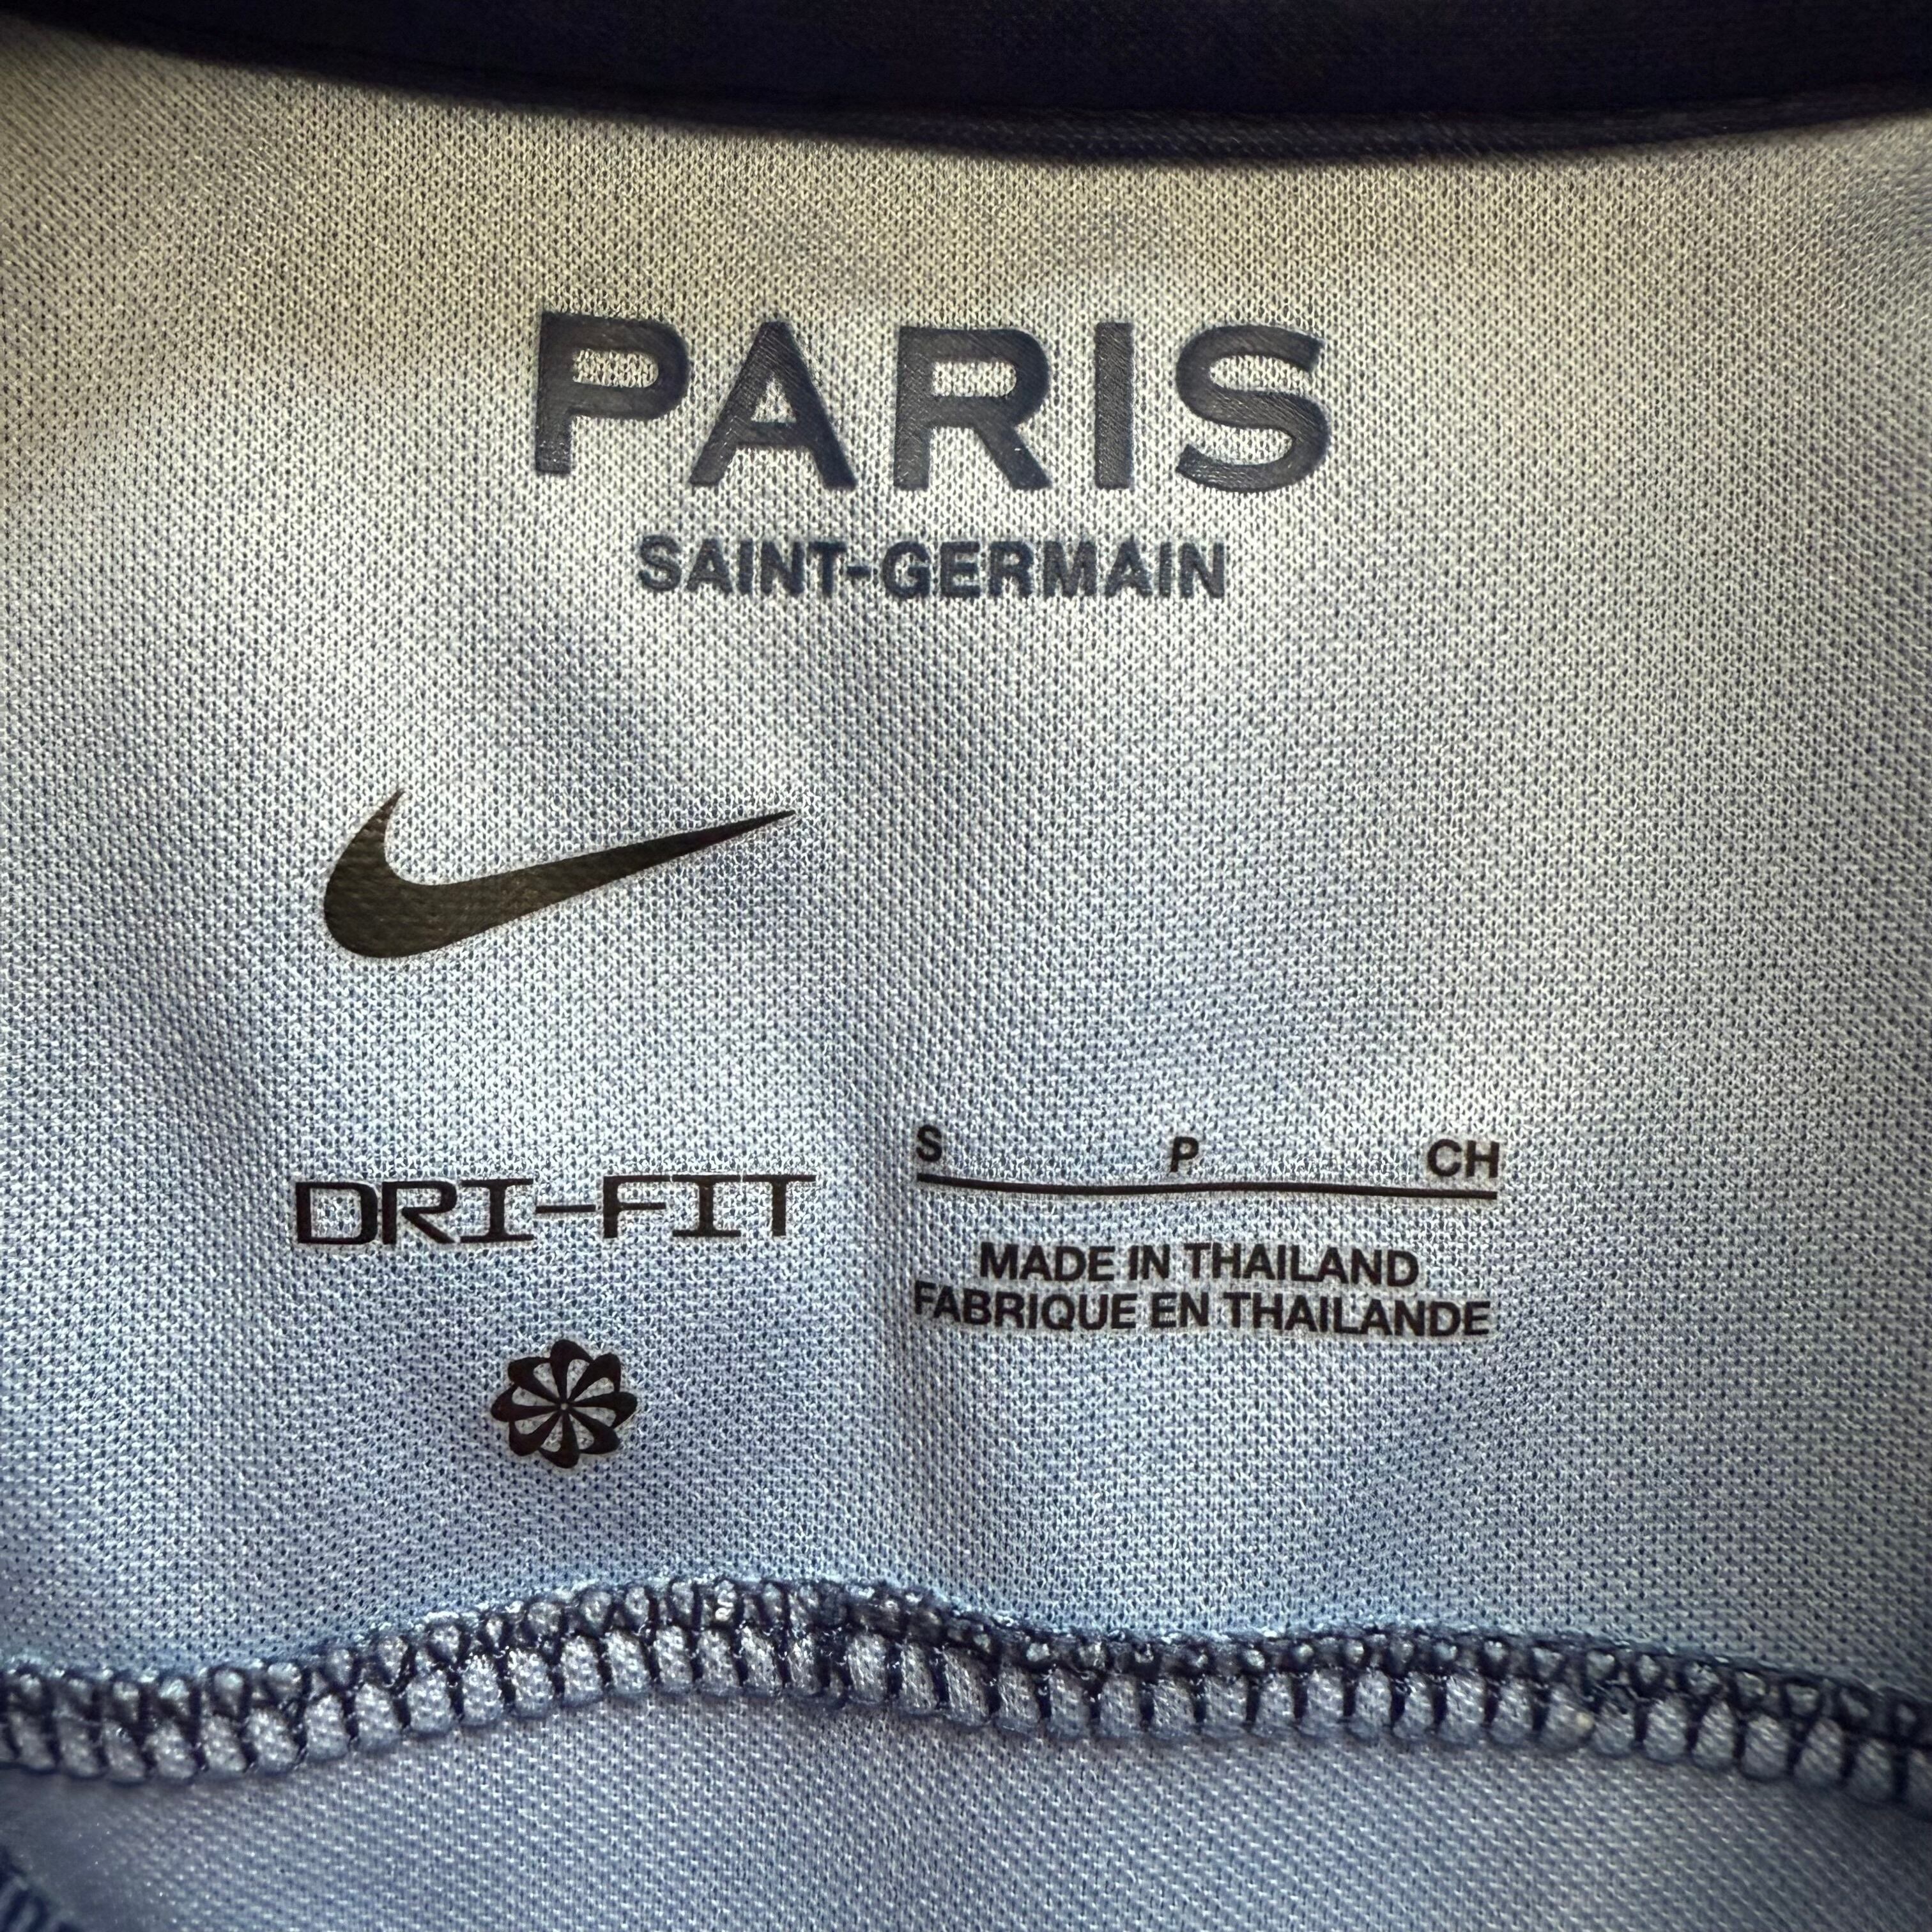 PARIS
SAINT-GERMAIN
DRI-FIT
S P CH
MADE IN THAILAND
FABRIQUE EN THAILANDE